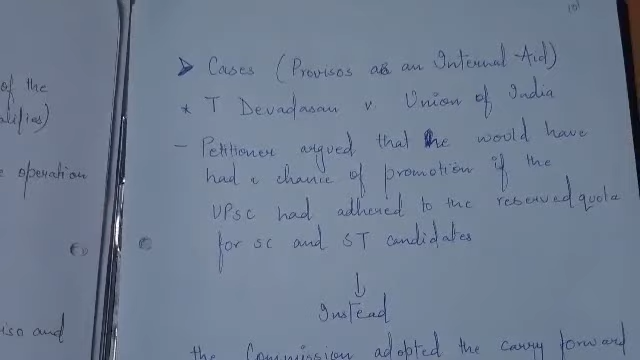 of the
e operation
iso and
➤ Cases (Provisos as an Internal Aid)
* T Devadasan v Union of India
- Petitioner argued that he would have
had a chance of promotion if the
UPSC had adhered to the reserved quota
for SC and ST candidates
↓
Instead
the Commission adopted the carry forward